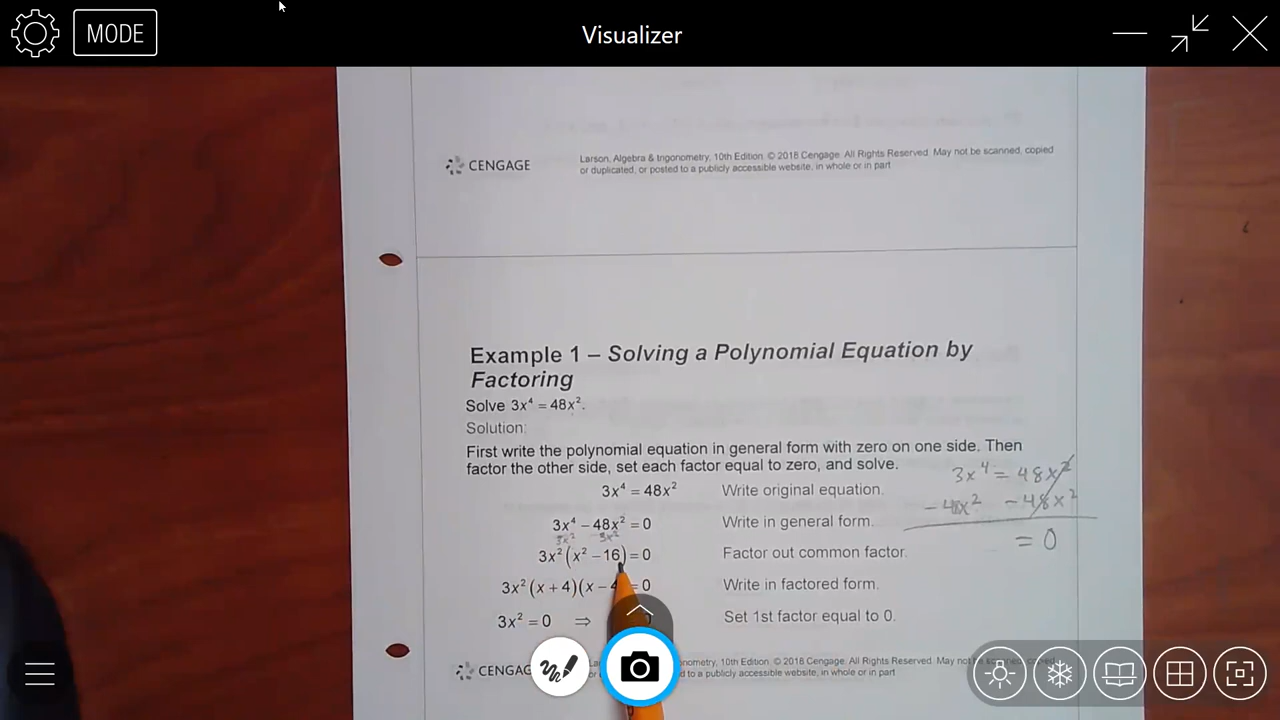 MODE
Visualizer
CENGAGE
Larson, Algebra & Trigonometry, 10th Edition. © 2018 Cengage. All Rights Reserved. May not be scanned, copied
or duplicated, or posted to a publicly accessible website, in whole or in part
Example 1 – Solving a Polynomial Equation by
Factoring
Solve 3x⁴ = 48x².
Solution:
First write the polynomial equation in general form with zero on one side. Then
factor the other side, set each factor equal to zero, and solve.
3x⁴ = 48x²
3x⁴ = 48x² Write original equation.
- 48x² - 48x²
3x⁴ – 48x² = 0 Write in general form.
3x² 3x²
= 0
3x² (x² – 16) = 0 Factor out common factor.
3x² (x + 4)(x – 4 = 0 Write in factored form.
3x² = 0 ⇒ Set 1st factor equal to 0.
CENG
onometry, 10th Edition. © 2018 Cengage. All Rights Reserved. May no
d to a publicly accessible website, in whole or in part